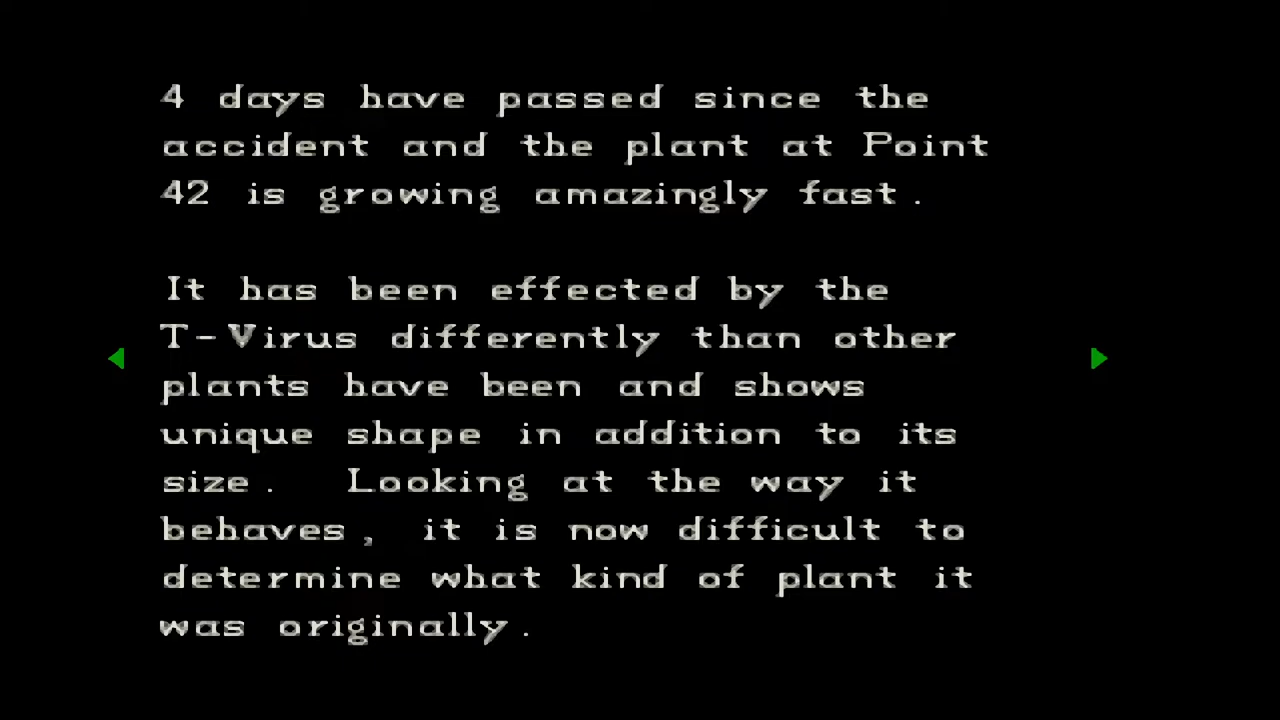 4 days have passed since the
accident and the plant at Point
42 is growing amazingly fast.
It has been effected by the
T-Virus differently than other
plants have been and shows
unique shape in addition to its
size. Looking at the way it
behaves, it is now difficult to
determine what kind of plant it
was originally.